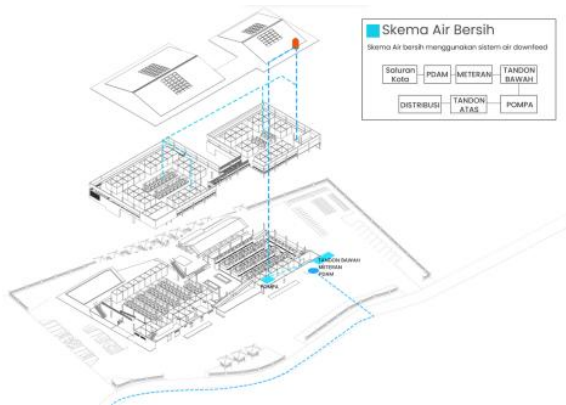 Skema Air Bersih
Skema Air bersih menggunakan sistem air downfeed
Saluran Kota
PDAM
METERAN
TANDON BAWAH
DISTRIBUSI
TANDON ATAS
POMPA
TANDON BAWAH
METERAN
PDAM
POMPA